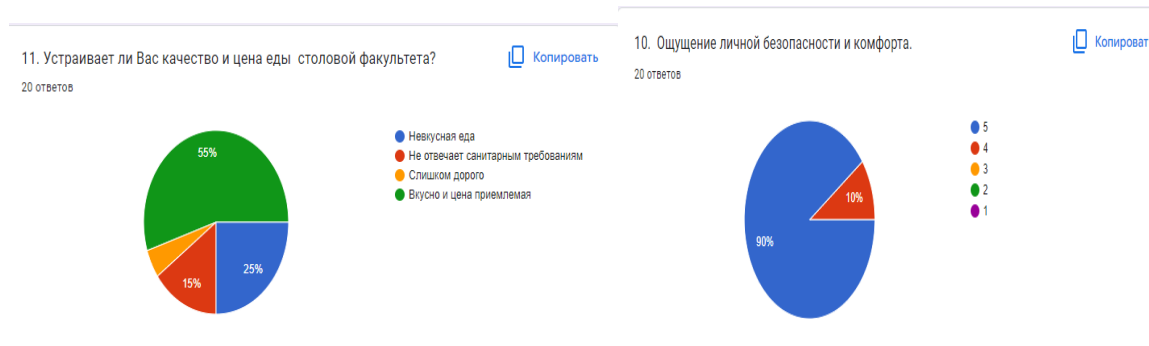 11. Устраивает ли Вас качество и цена еды столовой факультета?
Копировать
20 ответов
55%
15%
25%
Невкусная еда
Не отвечает санитарным требованиям
Слишком дорого
Вкусно и цена приемлемая
10. Ощущение личной безопасности и комфорта.
Копироват
20 ответов
10%
90%
5
4
3
2
1